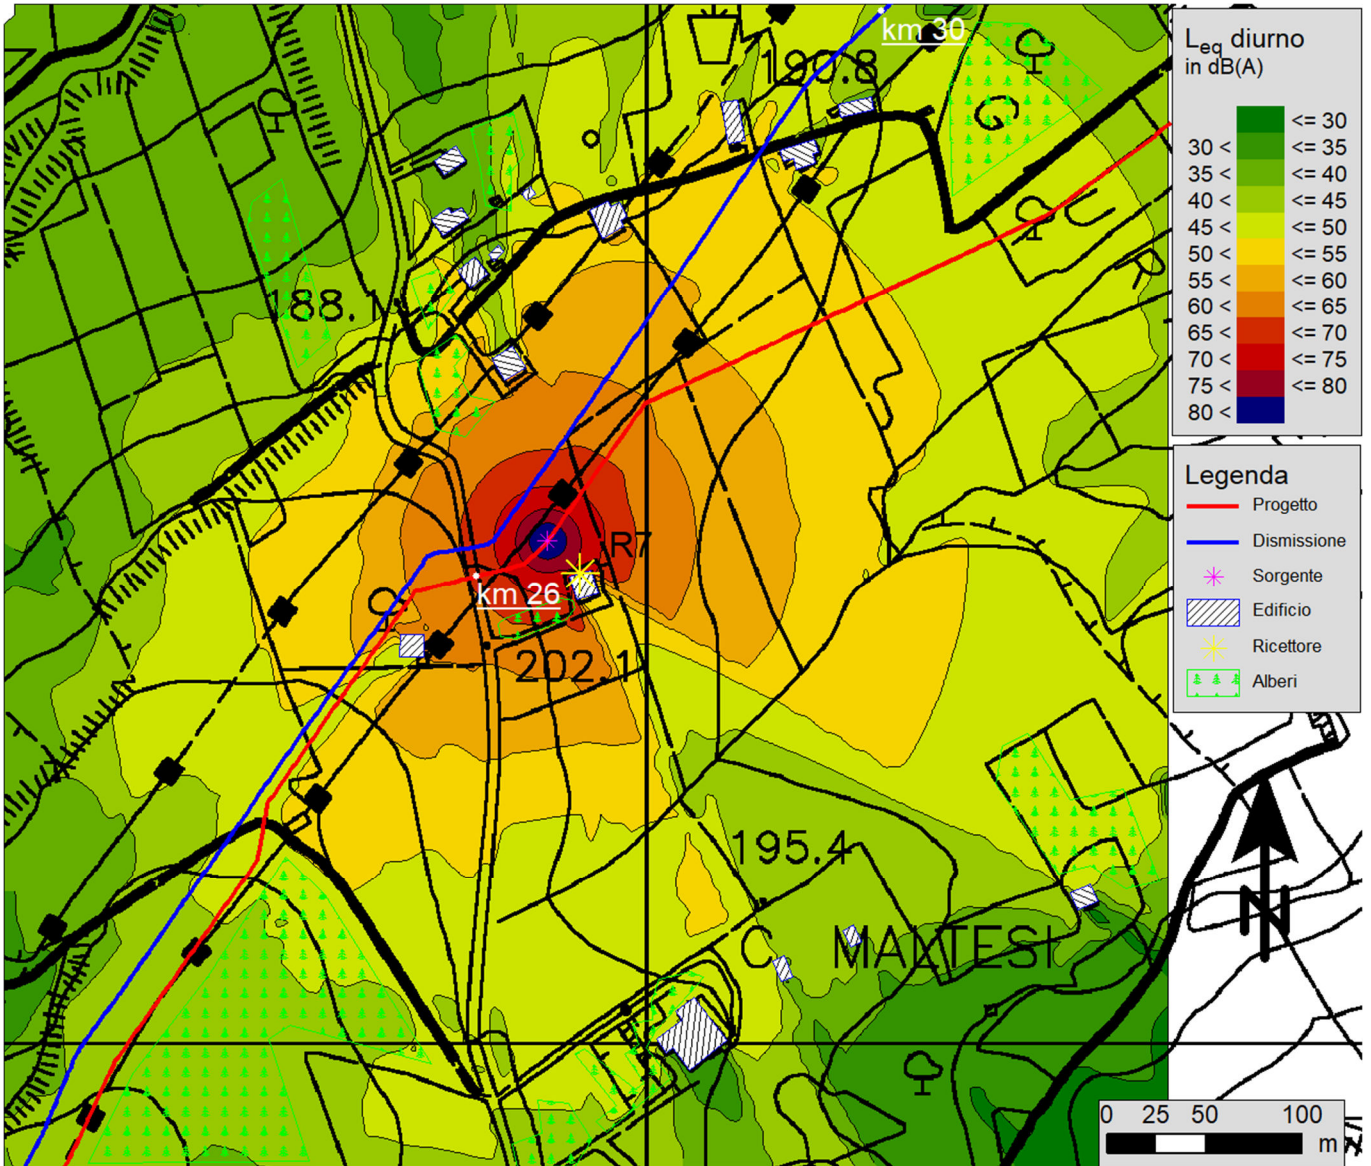 km 30
190.8
188.1
R7
km 26
202.1
195.4
C. MALTESI
Leq diurno
in dB(A)
<= 30
30 < <= 35
35 < <= 40
40 < <= 45
45 < <= 50
50 < <= 55
55 < <= 60
60 < <= 65
65 < <= 70
70 < <= 75
75 < <= 80
80 <
Legenda
Progetto
Dismissione
Sorgente
Edificio
Ricettore
Alberi
N
0 25 50 100
m